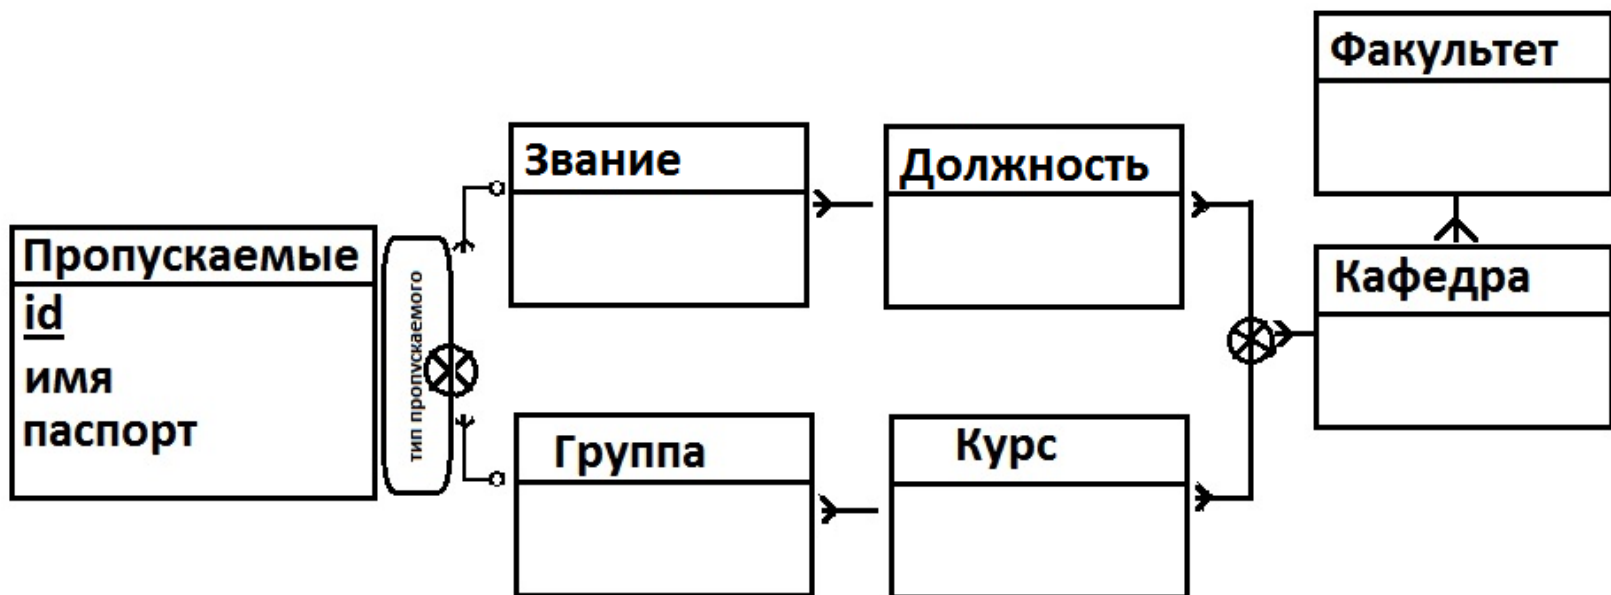 Факультет
Звание
Должность
Пропускаемые
id
имя
паспорт
тип пропускаемого
Кафедра
Группа
Курс